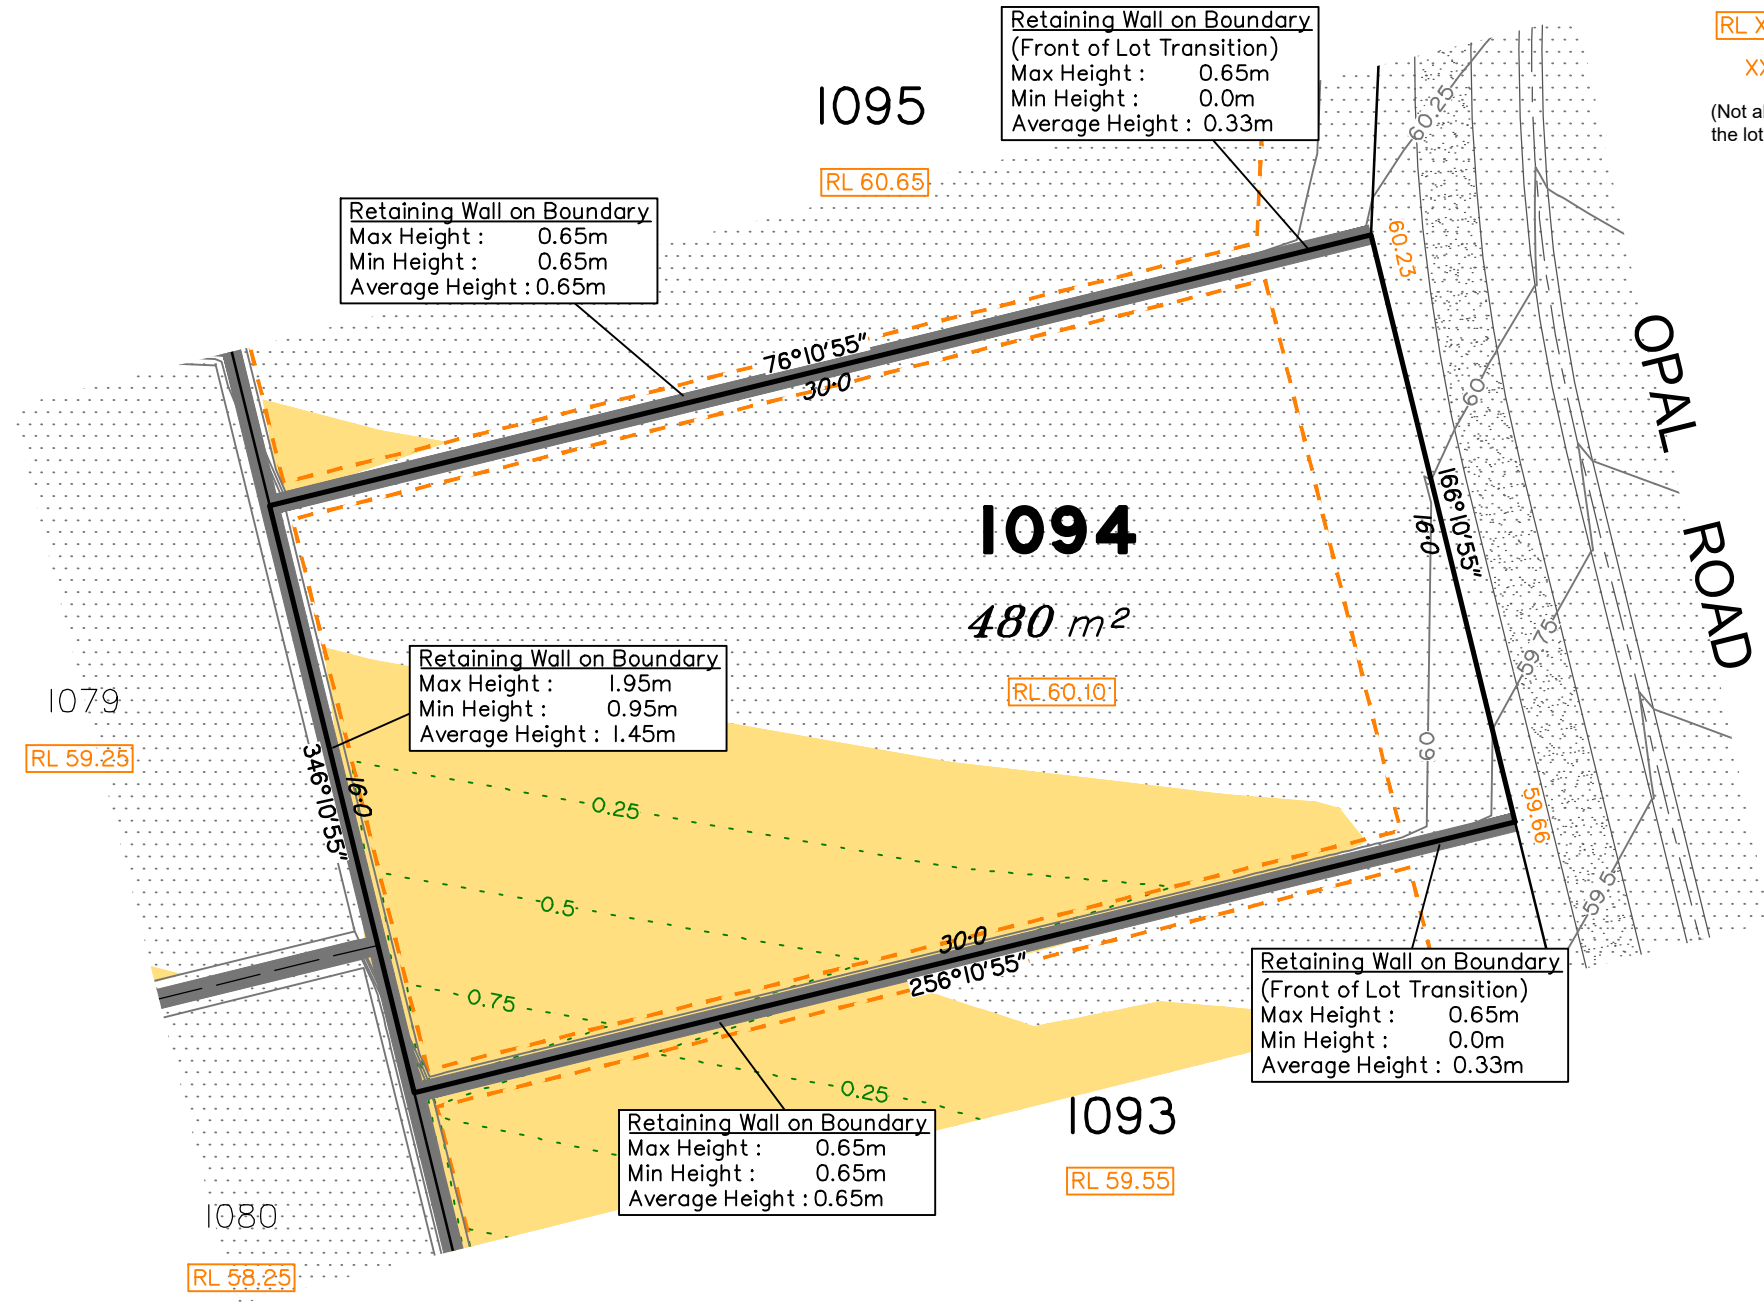 Retaining Wall on Boundary
(Front of Lot Transition)
Max Height : 0.65m
Min Height : 0.0m
Average Height : 0.33m
1095
RL 60.65
(Not
the lot
60.25
Retaining Wall on Boundary
Max Height : 0.65m
Min Height : 0.65m
Average Height : 0.65m
60.23
76°10'55"
30·0
60
OPAL
ROAD
166°10'55"
16·0
1094
480 m²
RL 60.10
59.75
60
Retaining Wall on Boundary
Max Height : 1.95m
Min Height : 0.95m
Average Height : 1.45m
1079
RL 59.25
346°10'55"
16·0
0.25
0.5
0.75
59.66
59.5
30·0
256°10'55"
Retaining Wall on Boundary
(Front of Lot Transition)
Max Height : 0.65m
Min Height : 0.0m
Average Height : 0.33m
0.25
1093
RL 59.55
Retaining Wall on Boundary
Max Height : 0.65m
Min Height : 0.65m
Average Height : 0.65m
1080
RL 58.25